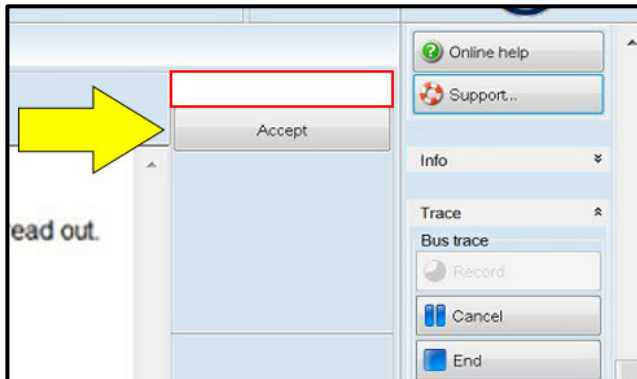 Online help
Support...
Accept
Info
ead out.
Trace
Bus trace
Record
Cancel
End